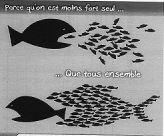 Parce qu'on est moins fort seul ...
... Que tous ensemble